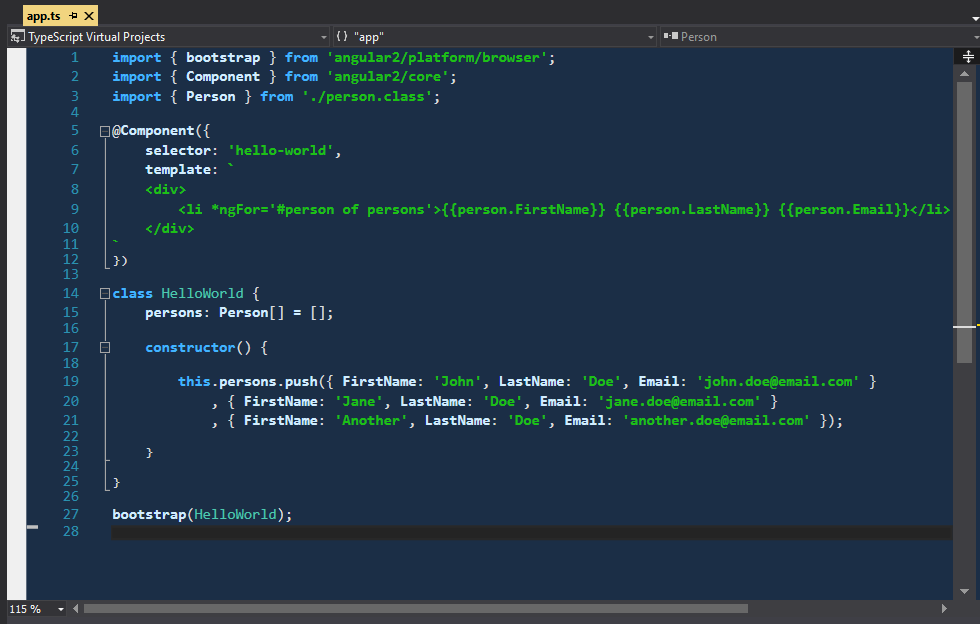 app.ts
TypeScript Virtual Projects
{} "app"
Person
1 import { bootstrap } from 'angular2/platform/browser';
2 import { Component } from 'angular2/core';
3 import { Person } from './person.class';
4
5 @Component({
6     selector: 'hello-world',
7     template: `
8     <div>
9         <li *ngFor='#person of persons'>{{person.FirstName}} {{person.LastName}} {{person.Email}}</li>
10     </div>
11 `
12 })
13
14 class HelloWorld {
15     persons: Person[] = [];
16
17     constructor() {
18
19         this.persons.push({ FirstName: 'John', LastName: 'Doe', Email: 'john.doe@email.com' }
20             , { FirstName: 'Jane', LastName: 'Doe', Email: 'jane.doe@email.com' }
21             , { FirstName: 'Another', LastName: 'Doe', Email: 'another.doe@email.com' });
22
23     }
24
25 }
26
27 bootstrap(HelloWorld);
28
115 %